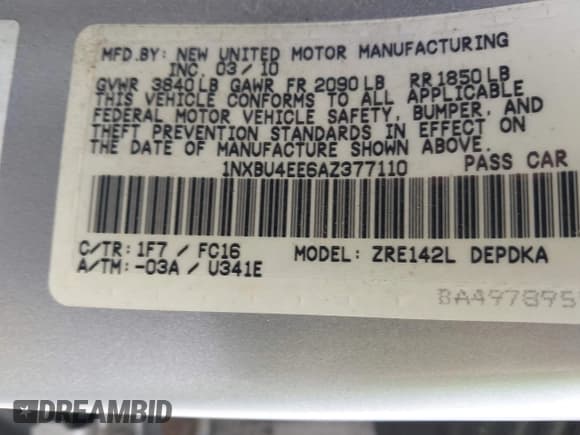 MFD.BY: NEW UNITED MOTOR MANUFACTURING
INC. 03/10
GVWR 3840 LB GAWR FR 2090 LB RR 1850 LB
THIS VEHICLE CONFORMS TO ALL APPLICABLE
FEDERAL MOTOR VEHICLE SAFETY, BUMPER, AND
THEFT PREVENTION STANDARDS IN EFFECT ON
THE DATE OF MANUFACTURE SHOWN ABOVE.
1NXBU4EE6AZ377110 PASS CAR
C/TR: 1F7 / FC16 MODEL: ZRE142L DEPDKA
A/TM: -03A / U341E
BA497895
DREAMBID